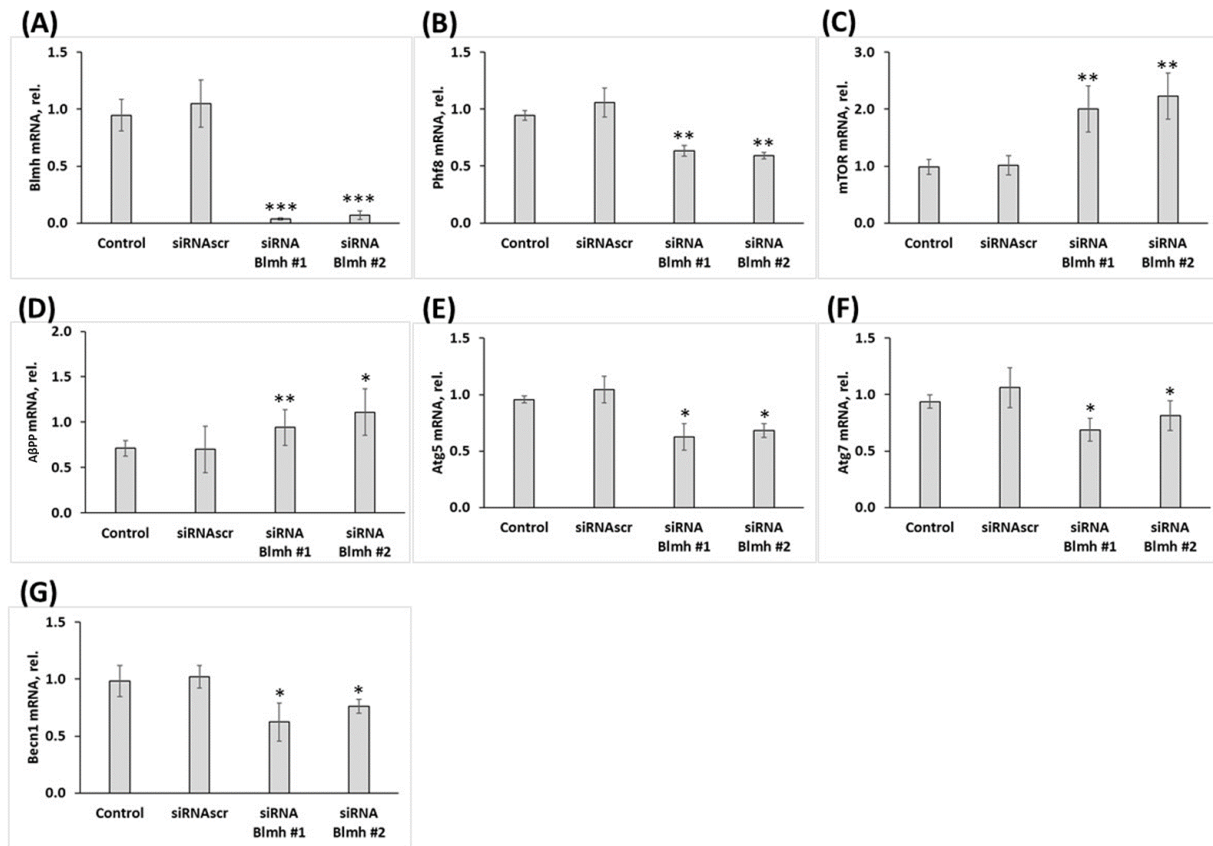 (A)
Blmh mRNA, rel.
1.5
1.0
0.5
0.0
***
***
Control
siRNAscr
siRNA
Blmh #1
siRNA
Blmh #2
(B)
Phf8 mRNA, rel.
1.5
1.0
0.5
0.0
**
**
Control
siRNAscr
siRNA
Blmh #1
siRNA
Blmh #2
(C)
mTOR mRNA, rel.
3.0
2.0
1.0
0.0
**
**
Control
siRNAscr
siRNA
Blmh #1
siRNA
Blmh #2
(D)
AβPP mRNA, rel.
2.0
1.5
1.0
0.5
0.0
**
*
Control
siRNAscr
siRNA
Blmh #1
siRNA
Blmh #2
(E)
Atg5 mRNA, rel.
1.5
1.0
0.5
0.0
*
*
Control
siRNAscr
siRNA
Blmh #1
siRNA
Blmh #2
(F)
Atg7 mRNA, rel.
1.5
1.0
0.5
0.0
*
*
Control
siRNAscr
siRNA
Blmh #1
siRNA
Blmh #2
(G)
Becn1 mRNA, rel.
1.5
1.0
0.5
0.0
*
*
Control
siRNAscr
siRNA
Blmh #1
siRNA
Blmh #2